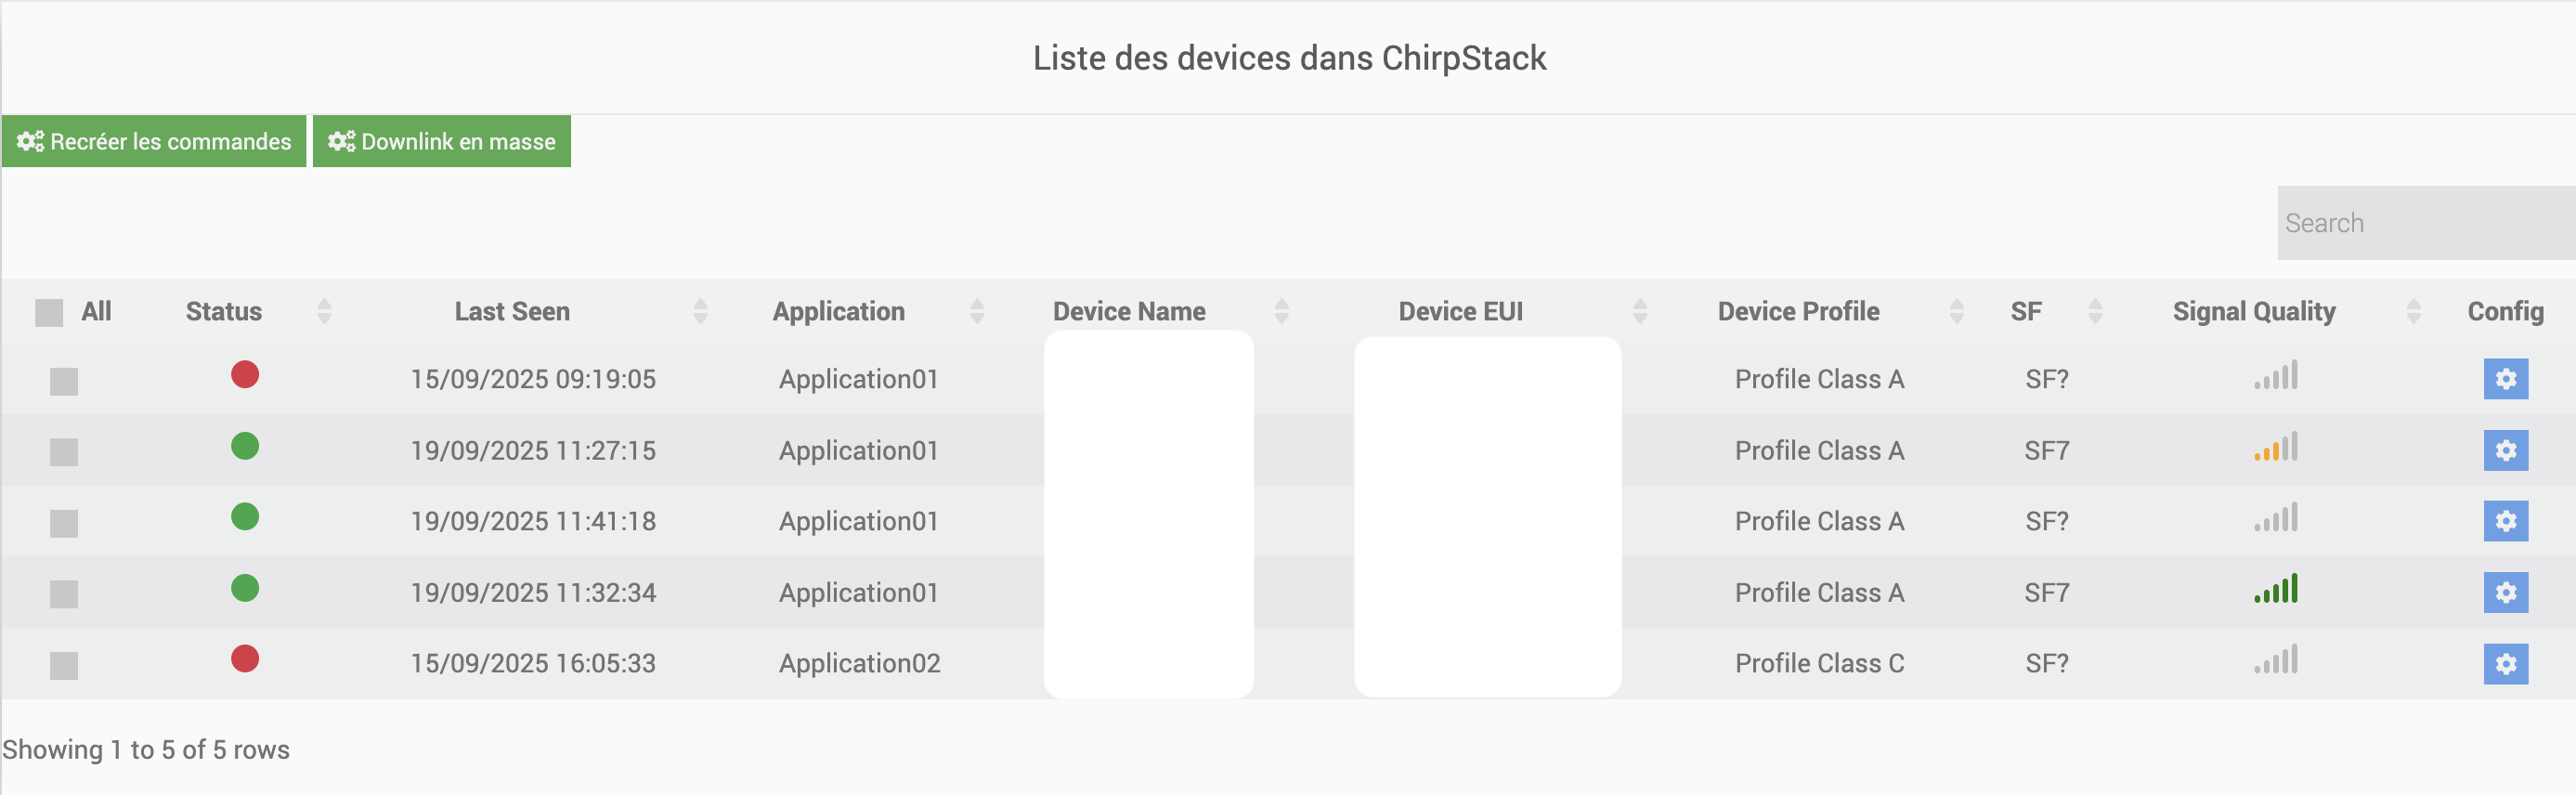 Liste des devices dans ChirpStack
Recréer les commandes Downlink en masse
Search
All Status Last Seen Application Device Name Device EUI Device Profile SF Signal Quality Config
15/09/2025 09:19:05 Application01 Profile Class A SF?
19/09/2025 11:27:15 Application01 Profile Class A SF7
19/09/2025 11:41:18 Application01 Profile Class A SF?
19/09/2025 11:32:34 Application01 Profile Class A SF7
15/09/2025 16:05:33 Application02 Profile Class C SF?
Showing 1 to 5 of 5 rows